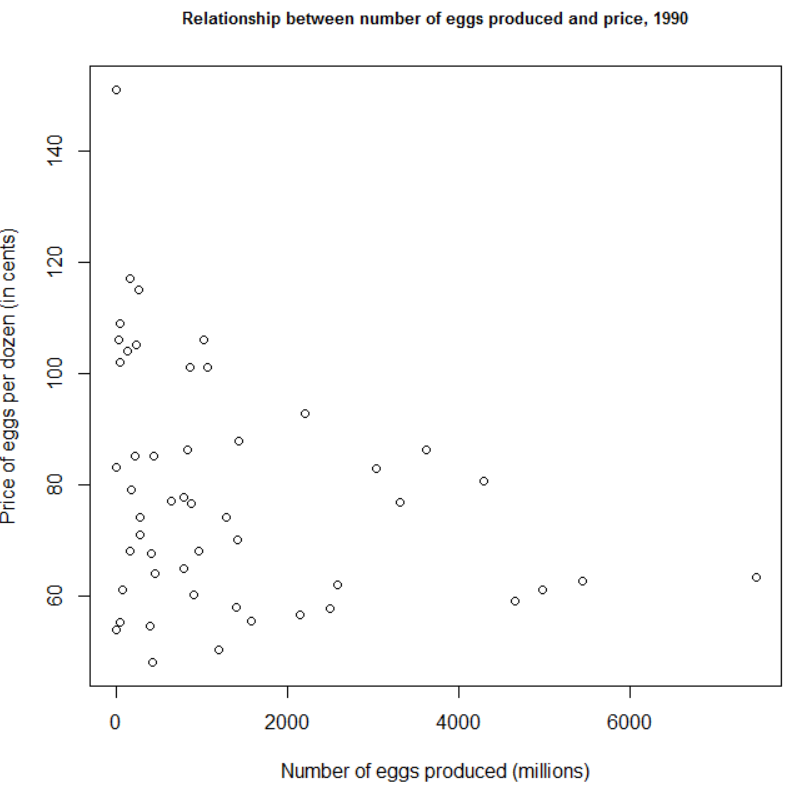 Relationship between number of eggs produced and price, 1990
Price of eggs per dozen (in cents)
140
120
100
80
60
0 2000 4000 6000
Number of eggs produced (millions)